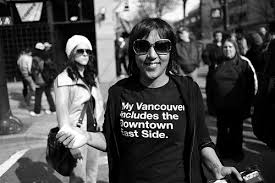 My Vancouver
includes the
Downtown
East Side.